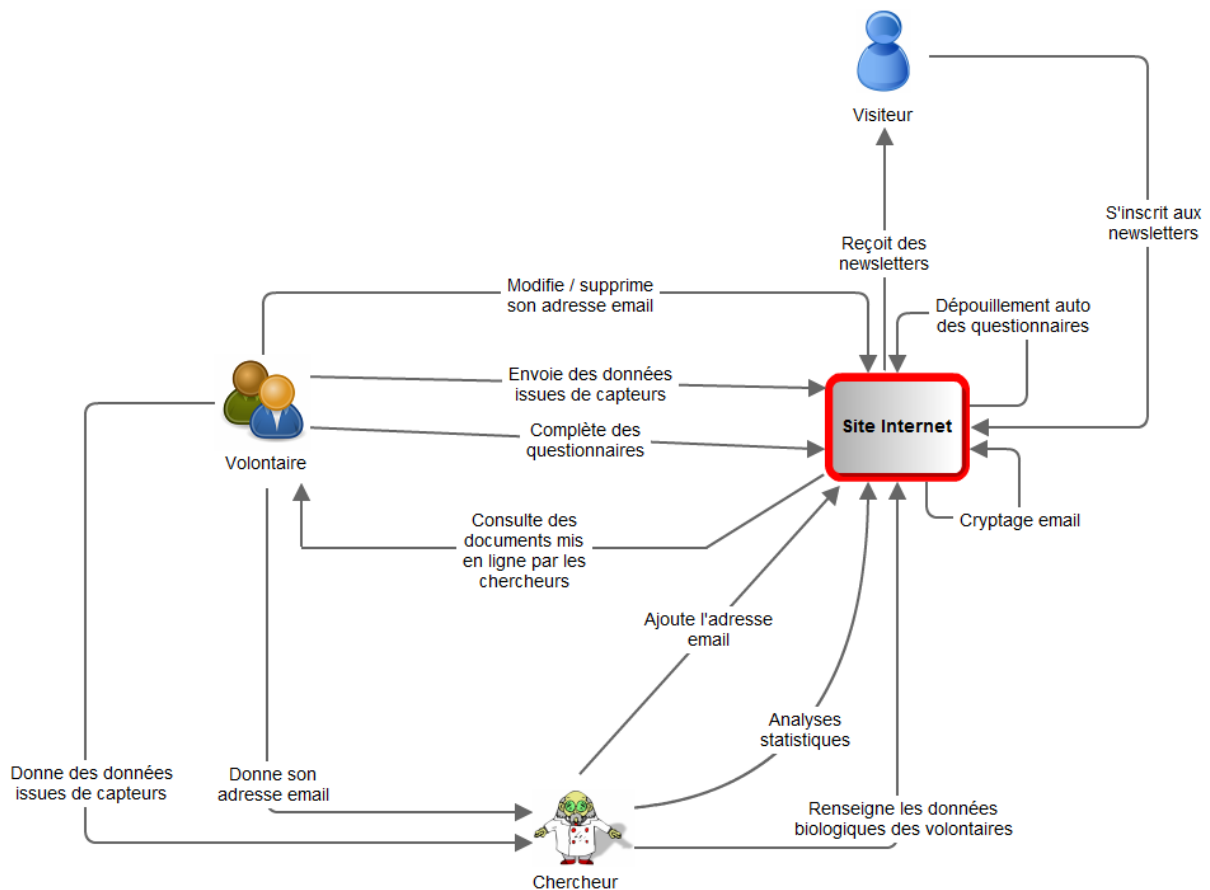 Visiteur
S'inscrit aux
newsletters
Reçoit des
newsletters
Modifie / supprime
son adresse email
Dépouillement auto
des questionnaires
Envoie des données
issues de capteurs
Site Internet
Complète des
questionnaires
Volontaire
Consulte des
documents mis
en ligne par les
chercheurs
Cryptage email
Ajoute l'adresse
email
Analyses
statistiques
Donne des données
issues de capteurs
Donne son
adresse email
Renseigne les données
biologiques des volontaires
Chercheur